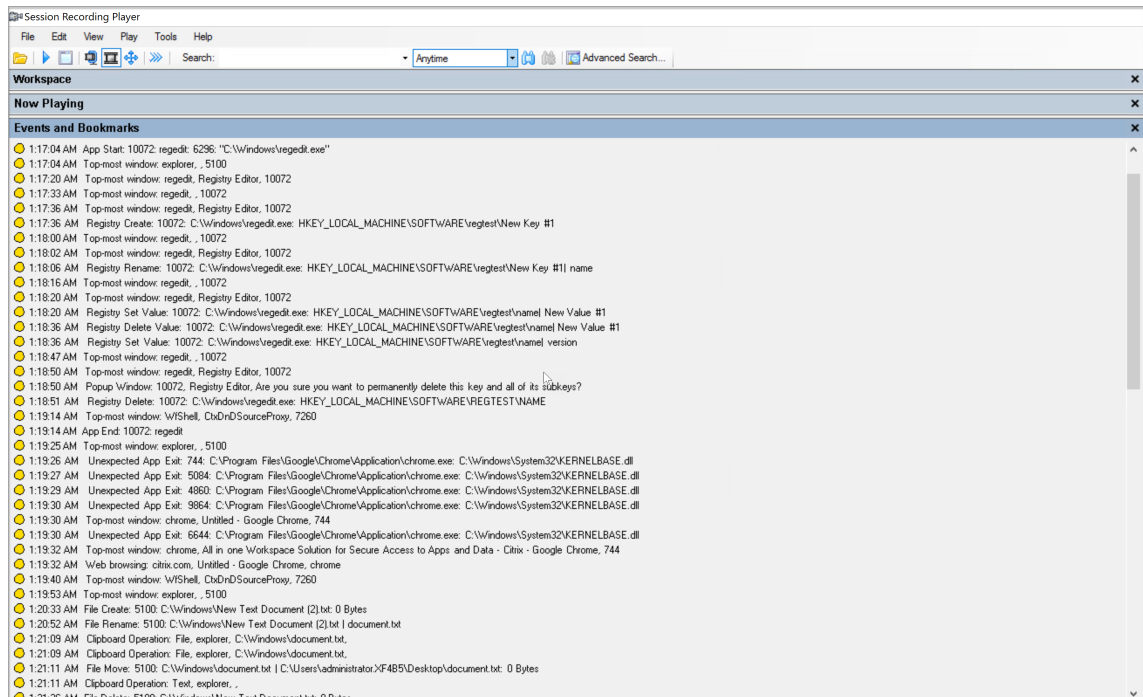 Session Recording Player
File Edit View Play Tools Help
Search: Anytime Advanced Search...
Workspace
Now Playing
Events and Bookmarks
1:17:04 AM App Start: 10072: regedit: 6296: "C:\Windows\regedit.exe"
1:17:04 AM Top-most window: explorer, , 5100
1:17:20 AM Top-most window: regedit, Registry Editor, 10072
1:17:33 AM Top-most window: regedit, , 10072
1:17:36 AM Top-most window: regedit, Registry Editor, 10072
1:17:36 AM Registry Create: 10072: C:\Windows\regedit.exe: HKEY_LOCAL_MACHINE\SOFTWARE\regtest\New Key #1
1:18:00 AM Top-most window: regedit, , 10072
1:18:02 AM Top-most window: regedit, Registry Editor, 10072
1:18:06 AM Registry Rename: 10072: C:\Windows\regedit.exe: HKEY_LOCAL_MACHINE\SOFTWARE\regtest\New Key #1| name
1:18:16 AM Top-most window: regedit, , 10072
1:18:20 AM Top-most window: regedit, Registry Editor, 10072
1:18:20 AM Registry Set Value: 10072: C:\Windows\regedit.exe: HKEY_LOCAL_MACHINE\SOFTWARE\regtest\name| New Value #1
1:18:36 AM Registry Delete Value: 10072: C:\Windows\regedit.exe: HKEY_LOCAL_MACHINE\SOFTWARE\regtest\name| New Value #1
1:18:36 AM Registry Set Value: 10072: C:\Windows\regedit.exe: HKEY_LOCAL_MACHINE\SOFTWARE\regtest\name| version
1:18:47 AM Top-most window: regedit, , 10072
1:18:50 AM Top-most window: regedit, Registry Editor, 10072
1:18:50 AM Popup Window: 10072, Registry Editor, Are you sure you want to permanently delete this key and all of its subkeys?
1:18:51 AM Registry Delete: 10072: C:\Windows\regedit.exe: HKEY_LOCAL_MACHINE\SOFTWARE\REGTEST\NAME
1:19:14 AM Top-most window: WfShell, CtxDnDSourceProxy, 7260
1:19:14 AM App End: 10072: regedit
1:19:25 AM Top-most window: explorer, , 5100
1:19:26 AM Unexpected App Exit: 744: C:\Program Files\Google\Chrome\Application\chrome.exe: C:\Windows\System32\KERNELBASE.dll
1:19:27 AM Unexpected App Exit: 5084: C:\Program Files\Google\Chrome\Application\chrome.exe: C:\Windows\System32\KERNELBASE.dll
1:19:29 AM Unexpected App Exit: 4860: C:\Program Files\Google\Chrome\Application\chrome.exe: C:\Windows\System32\KERNELBASE.dll
1:19:30 AM Unexpected App Exit: 9864: C:\Program Files\Google\Chrome\Application\chrome.exe: C:\Windows\System32\KERNELBASE.dll
1:19:30 AM Top-most window: chrome, Untitled - Google Chrome, 744
1:19:30 AM Unexpected App Exit: 6644: C:\Program Files\Google\Chrome\Application\chrome.exe: C:\Windows\System32\KERNELBASE.dll
1:19:32 AM Top-most window: chrome, All in one Workspace Solution for Secure Access to Apps and Data - Citrix - Google Chrome, 744
1:19:32 AM Web browsing: citrix.com, Untitled - Google Chrome, chrome
1:19:40 AM Top-most window: WfShell, CtxDnDSourceProxy, 7260
1:19:53 AM Top-most window: explorer, , 5100
1:20:33 AM File Create: 5100: C:\Windows\New Text Document (2).txt: 0 Bytes
1:20:52 AM File Rename: 5100: C:\Windows\New Text Document (2).txt | document.txt
1:21:09 AM Clipboard Operation: File, explorer, C:\Windows\document.txt,
1:21:09 AM Clipboard Operation: File, explorer, C:\Windows\document.txt,
1:21:11 AM File Move: 5100: C:\Windows\document.txt | C:\Users\administrator.XF4B5\Desktop\document.txt: 0 Bytes
1:21:11 AM Clipboard Operation: Text, explorer, ,